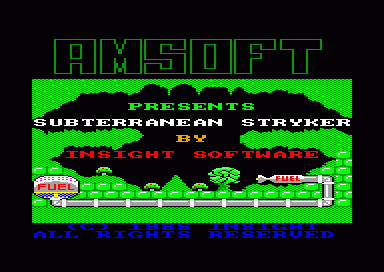 AMSOFT
PRESENTS
SUBTERRANEAN STRYKER
BY
INSIGHT SOFTWARE
FUEL
FUEL
(C) 1985 INSIGHT
ALL RIGHTS RESERVED